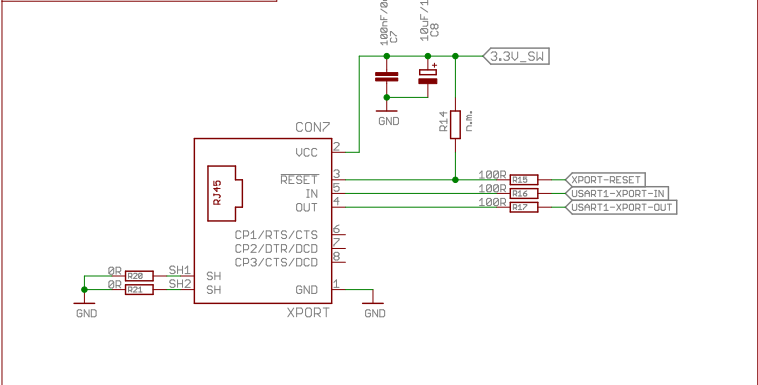 100nF/
C7
10uF/
C8
3.3V_SW
GND
R14
n.m.
CON7
VCC
2
RESET
3
100R
R15
XPORT-RESET
IN
5
100R
R16
USART1-XPORT-IN
OUT
4
100R
R17
USART1-XPORT-OUT
RJ45
CP1/RTS/CTS
6
CP2/DTR/DCD
7
CP3/CTS/DCD
8
0R
R20
SH1
SH
0R
R21
SH2
SH
GND
1
GND
XPORT
GND